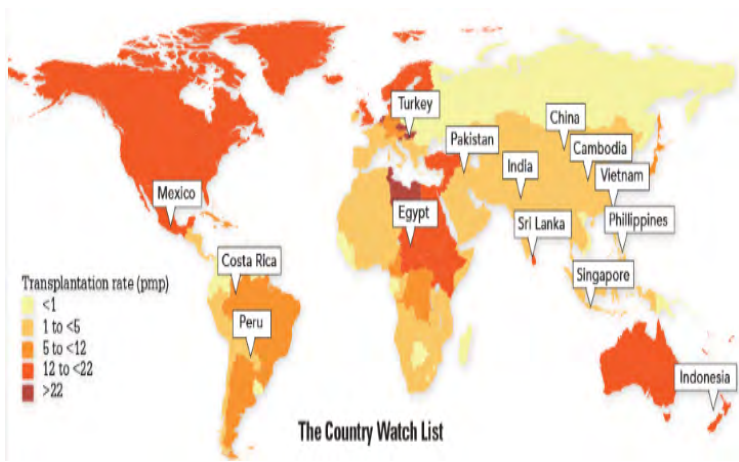 Turkey
China
Pakistan
Cambodia
India
Vietnam
Mexico
Egypt
Sri Lanka
Phillippines
Costa Rica
Singapore
Transplantation rate (pmp)
<1
1 to <5
5 to <12
12 to <22
>22
Peru
Indonesia
The Country Watch List